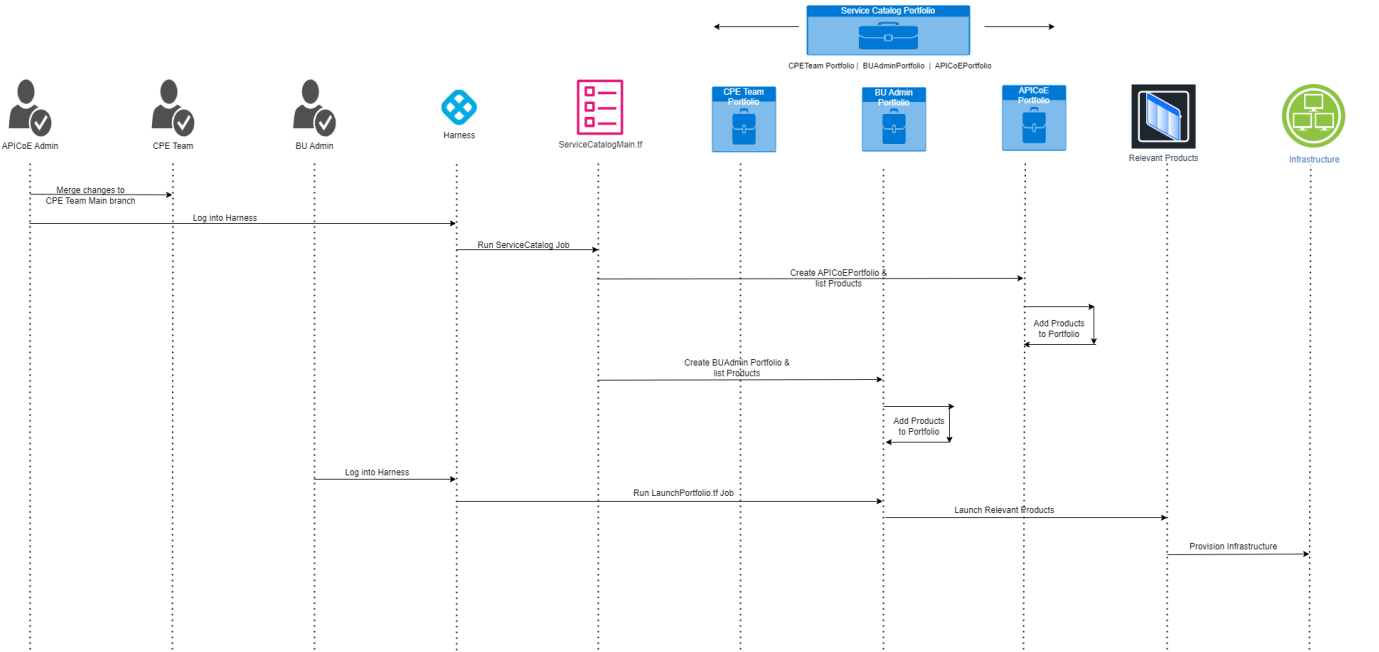 Service Catalog Portfolio
CPETeam Portfolio | BUAdminPortfolio | APICoEPortfolio
APICoE Admin
CPE Team
BU Admin
Harness
ServiceCatalogMain.tf
CPE Team
Portfolio
BU Admin
Portfolio
APICoE
Portfolio
Relevant Products
Infrastructure
Merge changes to
CPE Team Main branch
Log into Harness
Run ServiceCatalog Job
Create APICoEPortfolio &
list Products
Add Products
to Portfolio
Create BUAdmin Portfolio &
list Products
Add Products
to Portfolio
Log into Harness
Run LaunchPortfolio.tf Job
Launch Relevant Products
Provision Infrastructure